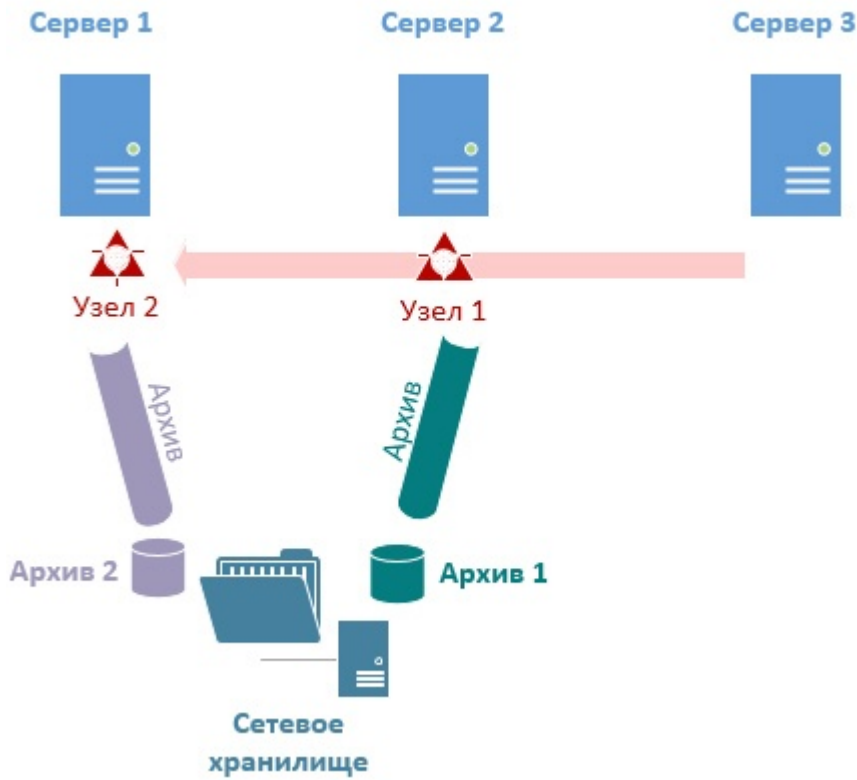 Сервер 1
Сервер 2
Сервер 3
Узел 2
Узел 1
Архив
Архив
Архив 2
Архив 1
Сетевое
хранилище